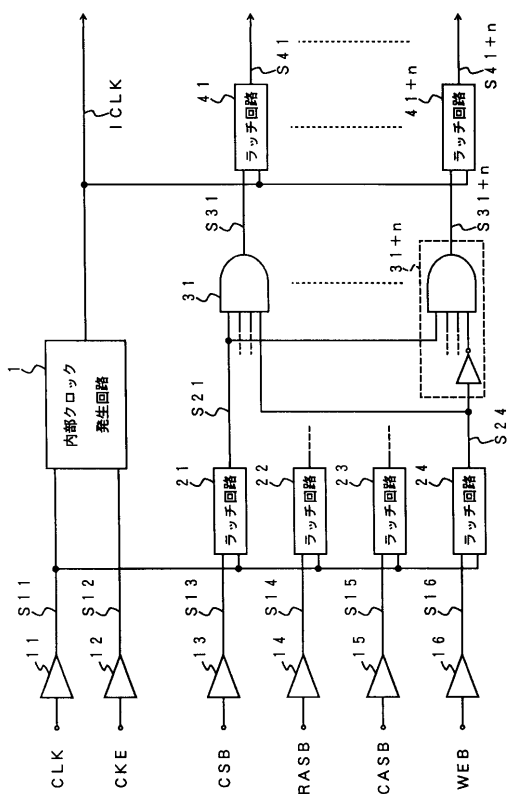 CLK
11
S11
1
内部クロック
発生回路
ICLK
CKE
12
S12
CSB
13
S13
21
ラッチ回路
S21
31
S31
41
ラッチ回路
S41
RASB
14
S14
22
ラッチ回路
CASB
15
S15
23
ラッチ回路
WEB
16
S16
24
ラッチ回路
S24
31+n
S31+n
41+n
ラッチ回路
S41+n